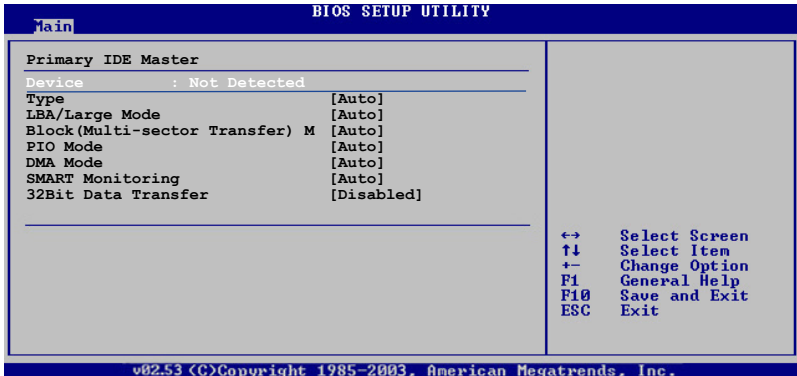 BIOS SETUP UTILITY
Main
Primary IDE Master
Device : Not Detected
Type [Auto]
LBA/Large Mode [Auto]
Block(Multi-sector Transfer) M [Auto]
PIO Mode [Auto]
DMA Mode [Auto]
SMART Monitoring [Auto]
32Bit Data Transfer [Disabled]
←→ Select Screen
↑↓ Select Item
+- Change Option
F1 General Help
F10 Save and Exit
ESC Exit
v02.53 (C)Copyright 1985-2003, American Megatrends, Inc.